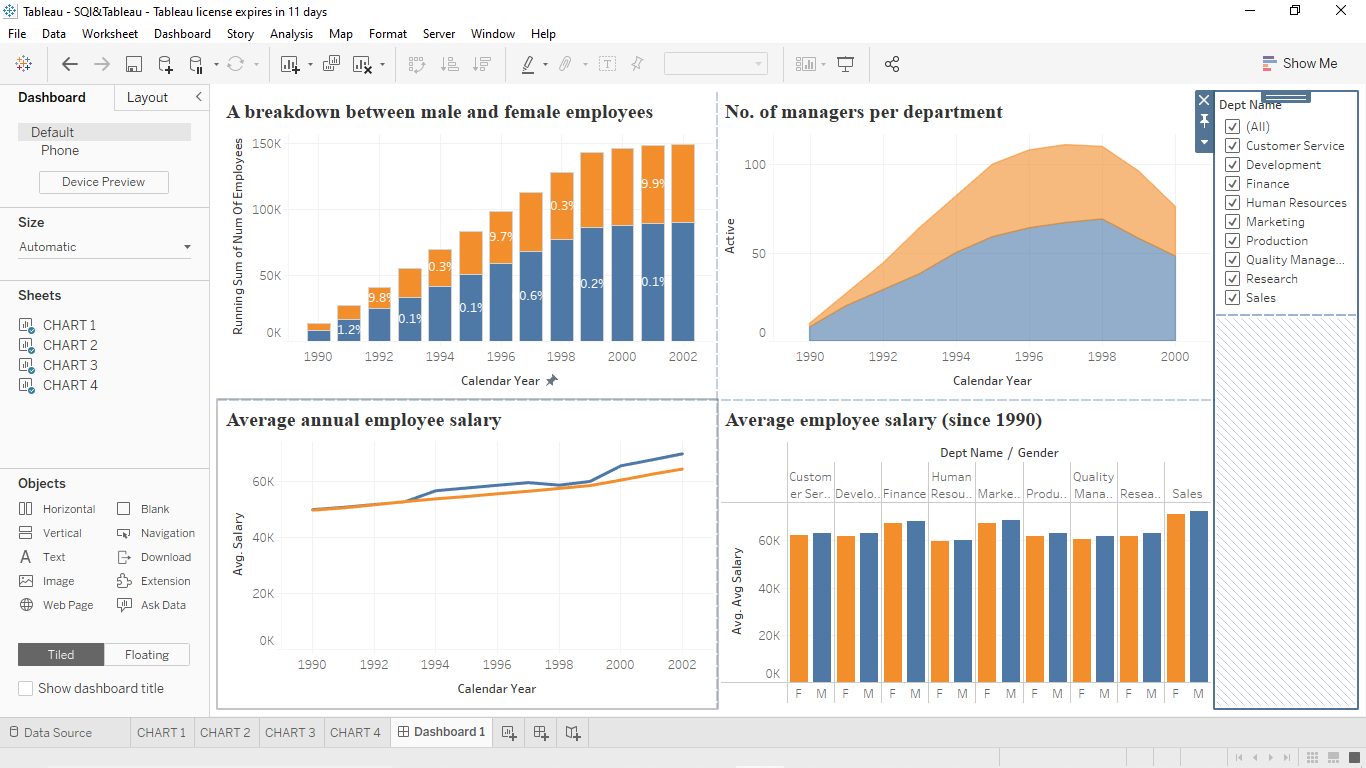 Tableau - SQl&Tableau - Tableau license expires in 11 days
File Data Worksheet Dashboard Story Analysis Map Format Server Window Help
Show Me
Dashboard Layout
Default
Phone
Device Preview
Size
Automatic
Sheets
CHART 1
CHART 2
CHART 3
CHART 4
Objects
Horizontal Blank
Vertical Navigation
Text Download
Image Extension
Web Page Ask Data
Tiled Floating
Show dashboard title
A breakdown between male and female employees
Running Sum of Num Of Employees
150K
100K
50K
0K
9.9%
0.3%
9.7%
0.3%
9.8%
0.2%
0.1%
0.6%
0.1%
0.1%
1.2%
1990 1992 1994 1996 1998 2000 2002
Calendar Year
No. of managers per department
Active
100
50
0
1990 1992 1994 1996 1998 2000
Calendar Year
Dept Name
(All)
Customer Service
Development
Finance
Human Resources
Marketing
Production
Quality Manage...
Research
Sales
Average annual employee salary
Avg. Salary
60K
40K
20K
0K
1990 1992 1994 1996 1998 2000 2002
Calendar Year
Average employee salary (since 1990)
Dept Name / Gender
Custom Human Quality
er Ser.. Develo.. Finance Resou.. Marke.. Produ.. Mana.. Resea.. Sales
Avg. Avg Salary
60K
40K
20K
0K
F M F M F M F M F M F M F M F M F M
Data Source CHART 1 CHART 2 CHART 3 CHART 4 Dashboard 1